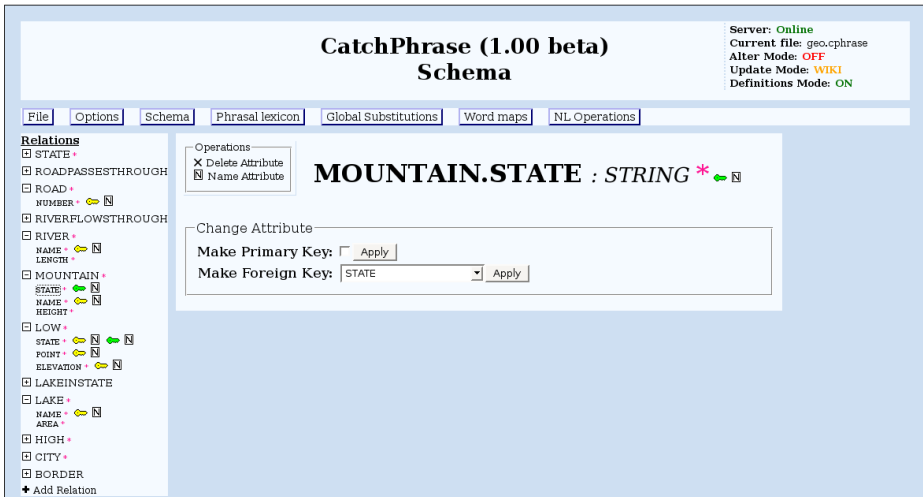 CatchPhrase (1.00 beta)
Schema
Server: Online
Current file: geo.cphrase
Alter Mode: OFF
Update Mode: WIKI
Definitions Mode: ON
File Options Schema Phrasal lexicon Global Substitutions Word maps NL Operations
Relations
STATE *
ROADPASSESTHROUGH
ROAD *
NUMBER * N
RIVERFLOWSTHROUGH
RIVER *
NAME * N
LENGTH *
MOUNTAIN *
STATE * N
NAME * N
HEIGHT *
LOW *
STATE * N N
POINT * N
ELEVATION * N
LAKEINSTATE
LAKE *
NAME * N
AREA *
HIGH *
CITY *
BORDER
Add Relation
Operations
X Delete Attribute
N Name Attribute
MOUNTAIN.STATE : STRING * N
Change Attribute
Make Primary Key: Apply
Make Foreign Key: STATE Apply